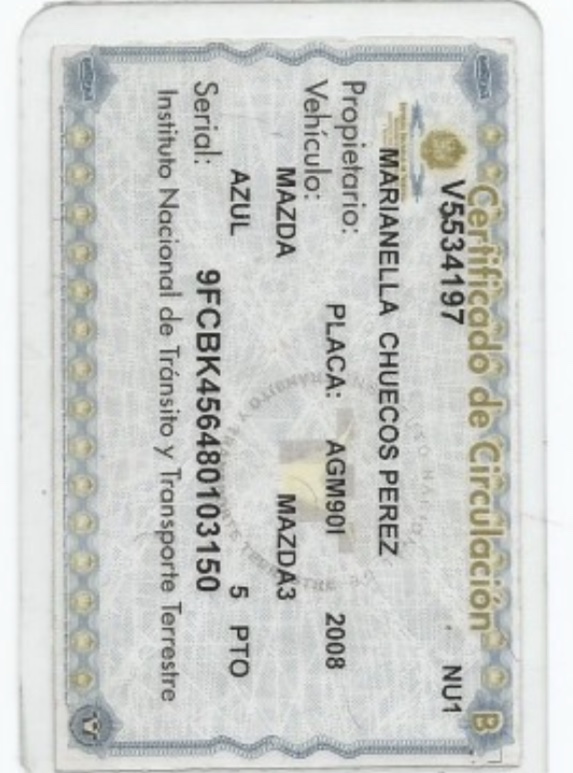 Certificado de Circulación B
V5534197 NU1
MARIANELLA CHUECOS PEREZ
Propietario:
Vehículo: PLACA: AGM90I 2008
MAZDA MAZDA3
AZUL 5 PTO
Serial: 9FCBK456480103150
Instituto Nacional de Tránsito y Transporte Terrestre